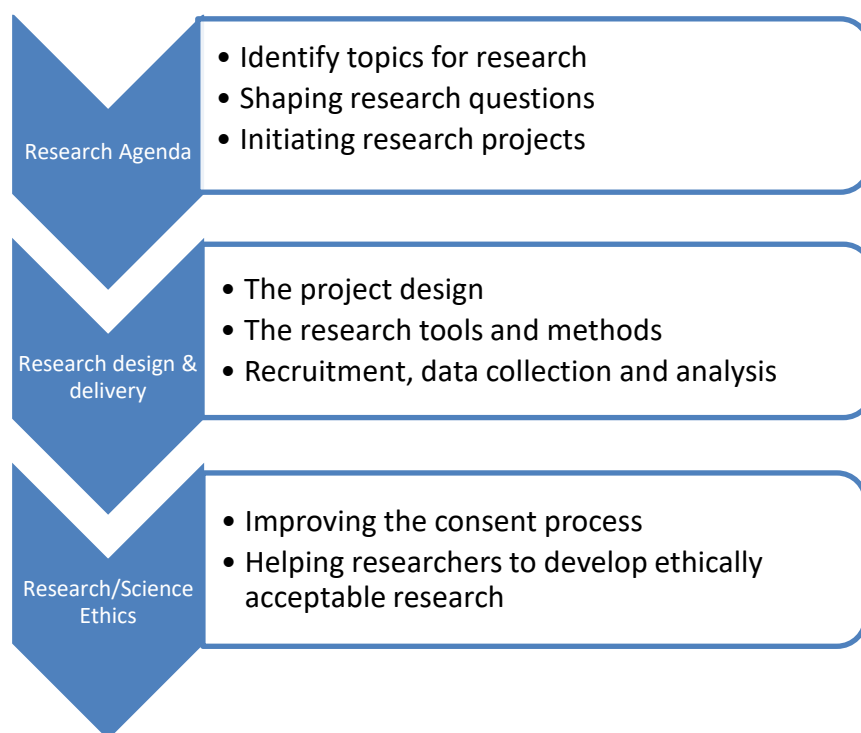 Research Agenda
• Identify topics for research
• Shaping research questions
• Initiating research projects
Research design &
delivery
• The project design
• The research tools and methods
• Recruitment, data collection and analysis
Research/Science
Ethics
• Improving the consent process
• Helping researchers to develop ethically
acceptable research